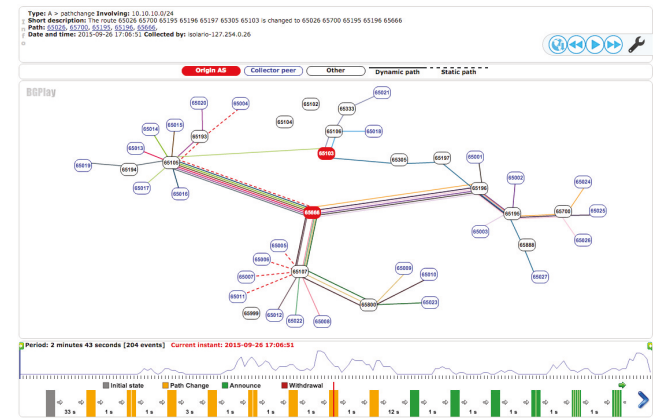 Type: A > pathchange Involving: 10.10.10.0/24
Short description: The route 65026 65700 65195 65196 65197 65305 65103 is changed to 65026 65700 65195 65196 65666
Path: 65026, 65700, 65195, 65196, 65666,
Date and time: 2015-09-26 17:06:51 Collected by: isolario-127.254.0.26
Info
Origin AS
Collector peer
Other
Dynamic path
Static path
BGPlay
65020
65004
65102
65021
65333
65104
65014
65015
65193
65018
65013
65103
65001
65019
65194
65305
65197
65002
65024
65017
65016
65196
65025
65666
65003
65026
65005
65006
65888
65007
65107
65008
65010
65027
65011
65800
65023
65999
65012
65022
65009
Period: 2 minutes 43 seconds [204 events] Current instant: 2015-09-26 17:06:51
Initial state
Path Change
Announce
Withdrawal
33 s
1 s
1 s
3 s
1 s
1 s
1 s
1 s
12 s
1 s
1 s
1 s
1 s
1 s